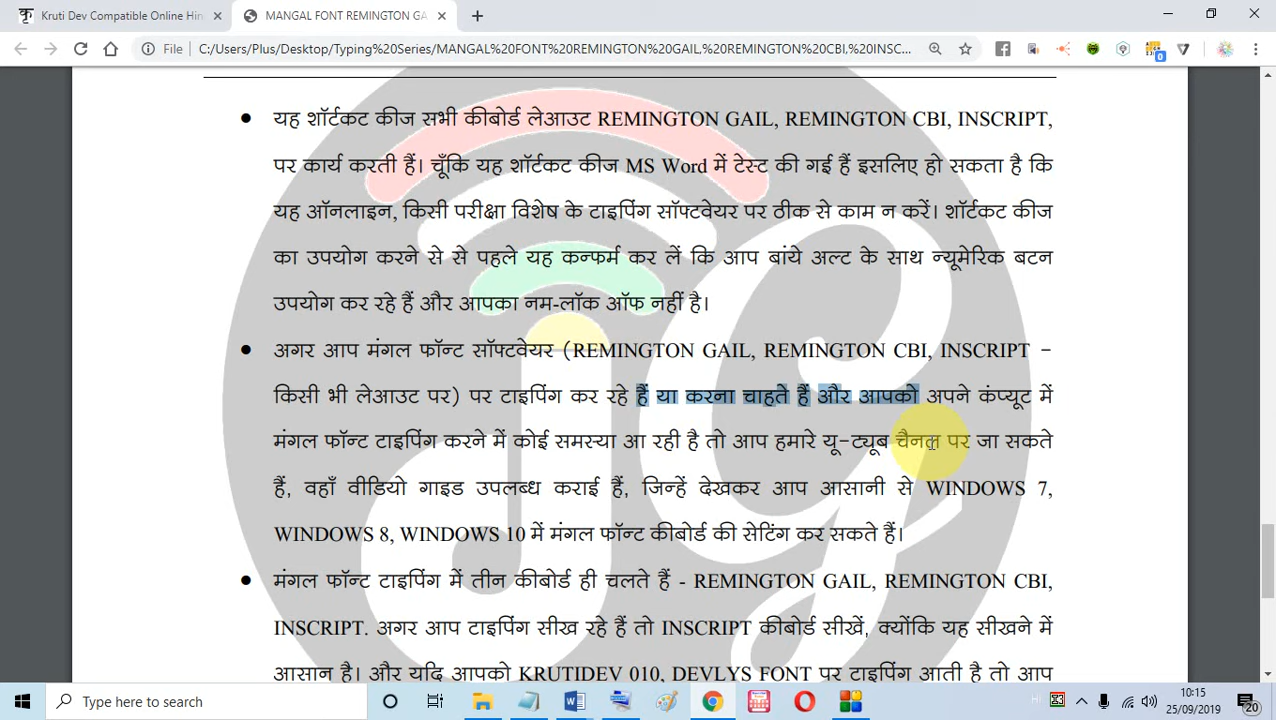 Kruti Dev Compatible Online Hin
MANGAL FONT REMINGTON GA
File
C:/Users/Plus/Desktop/Typing%20Series/MANGAL%20FONT%20REMINGTON%20GAIL,%20REMINGTON%20CBI,%20INSC...
यह शॉर्टकट कीज सभी कीबोर्ड लेआउट REMINGTON GAIL, REMINGTON CBI, INSCRIPT,
पर कार्य करती हैं। चूँकि यह शॉर्टकट कीज MS Word में टेस्ट की गई हैं इसलिए हो सकता है कि
यह ऑनलाइन, किसी परीक्षा विशेष के टाइपिंग सॉफ्टवेयर पर ठीक से काम न करें। शॉर्टकट कीज
का उपयोग करने से से पहले यह कन्फर्म कर लें कि आप बांये अल्ट के साथ न्यूमेरिक बटन
उपयोग कर रहे हैं और आपका नम-लॉक ऑफ नहीं है।
अगर आप मंगल फॉन्ट सॉफ्टवेयर (REMINGTON GAIL, REMINGTON CBI, INSCRIPT –
किसी भी लेआउट पर) पर टाइपिंग कर रहे हैं या करना चाहते हैं और आपको अपने कंप्यूट में
मंगल फॉन्ट टाइपिंग करने में कोई समस्या आ रही है तो आप हमारे यू-ट्यूब चैनल पर जा सकते
हैं, वहाँ वीडियो गाइड उपलब्ध कराई हैं, जिन्हें देखकर आप आसानी से WINDOWS 7,
WINDOWS 8, WINDOWS 10 में मंगल फॉन्ट कीबोर्ड की सेटिंग कर सकते हैं।
मंगल फॉन्ट टाइपिंग में तीन कीबोर्ड ही चलते हैं - REMINGTON GAIL, REMINGTON CBI,
INSCRIPT. अगर आप टाइपिंग सीख रहे हैं तो INSCRIPT कीबोर्ड सीखें, क्योंकि यह सीखने में
आसान है। और यदि आपको KRUTIDEV 010, DEVLYS FONT पर टाइपिंग आती है तो आप
Type here to search
10:15
25/09/2019
20